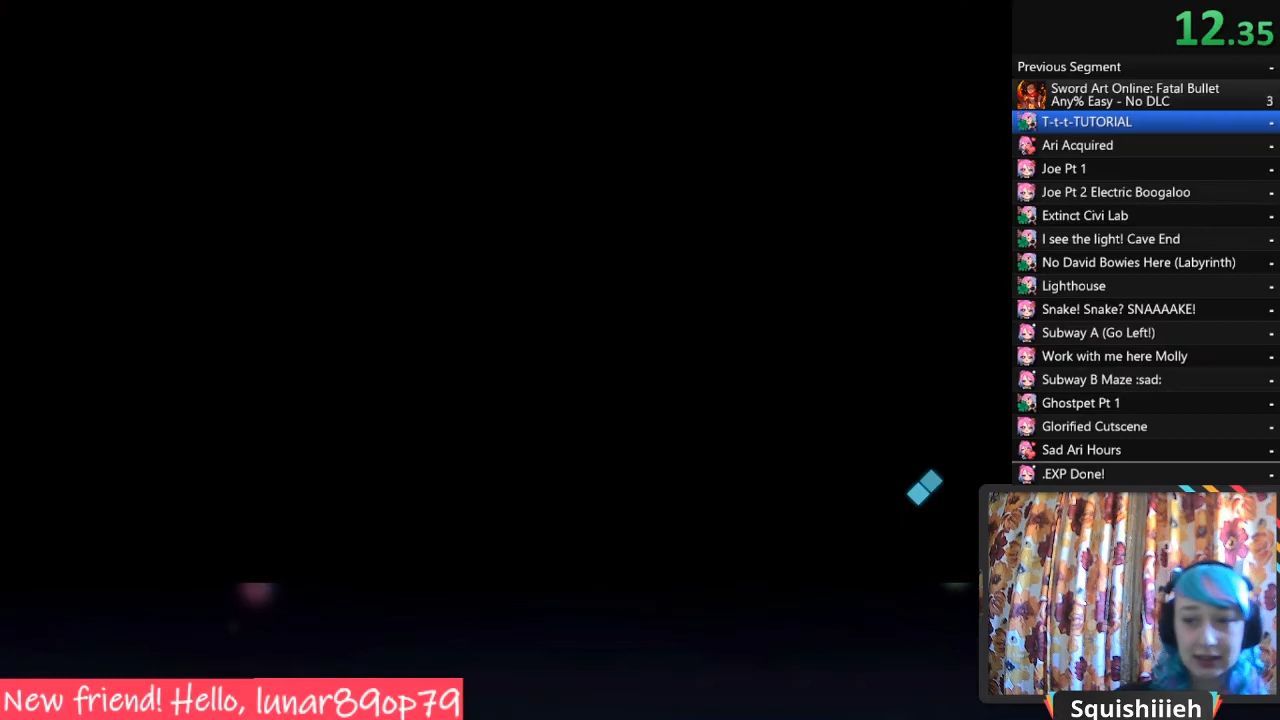 12.35
Previous Segment -
Sword Art Online: Fatal Bullet
Any% Easy - No DLC 3
T-t-t-TUTORIAL -
Ari Acquired -
Joe Pt 1 -
Joe Pt 2 Electric Boogaloo -
Extinct Civi Lab -
I see the light! Cave End -
No David Bowies Here (Labyrinth) -
Lighthouse -
Snake! Snake? SNAAAAKE! -
Subway A (Go Left!) -
Work with me here Molly -
Subway B Maze :sad: -
Ghostpet Pt 1 -
Glorified Cutscene -
Sad Ari Hours -
.EXP Done! -
New friend! Hello, lunar89op79
Squishiiieh